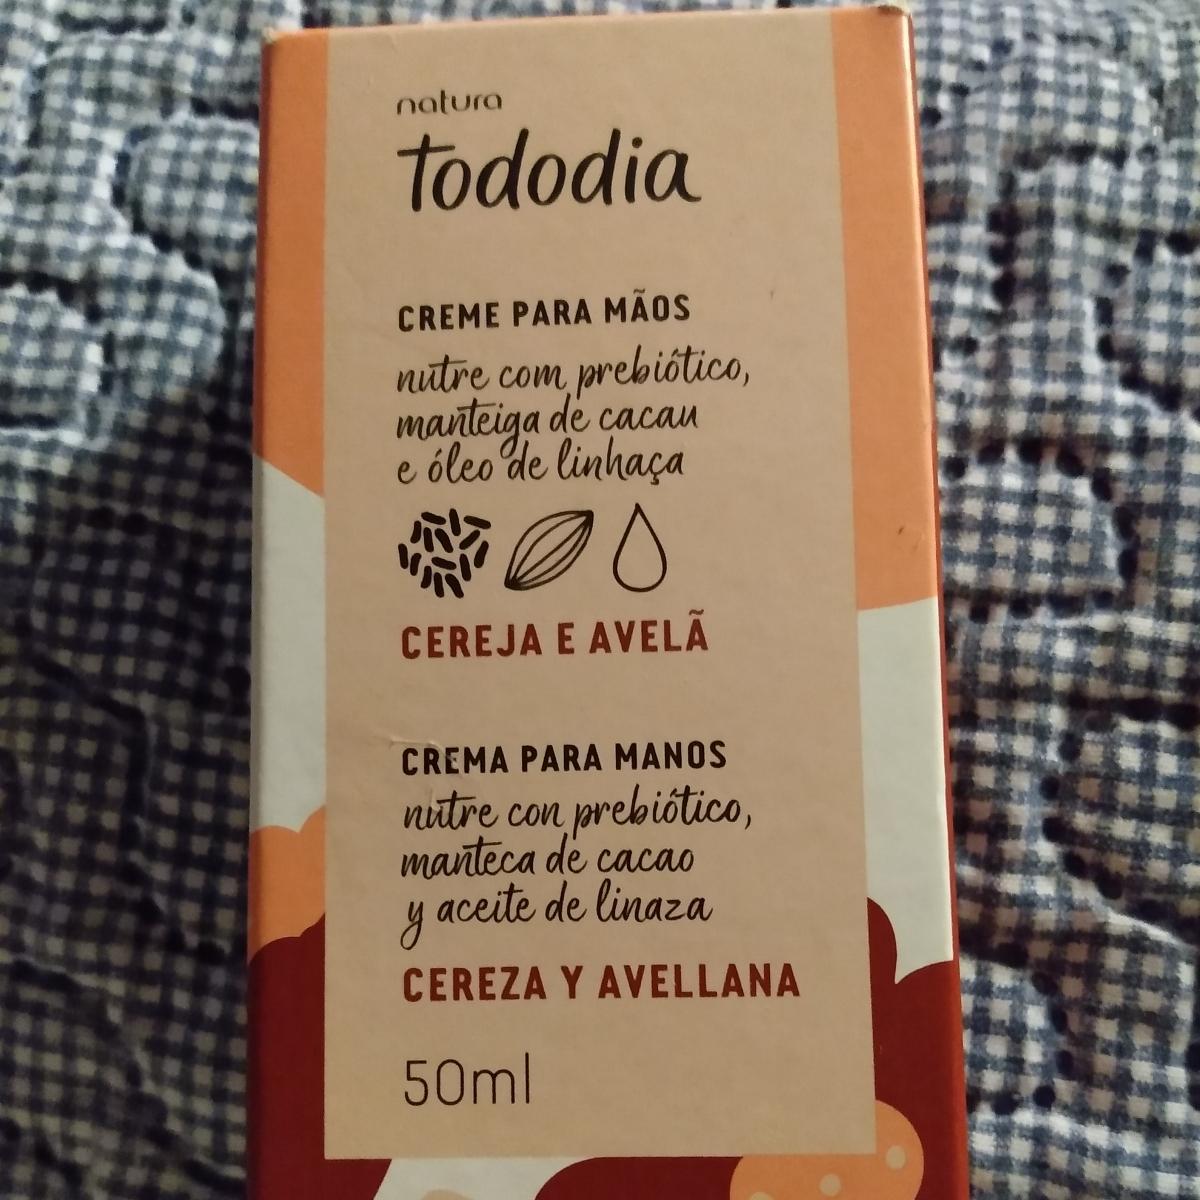 natura
tododia
CREME PARA MÃOS
nutre com prebiótico,
manteiga de cacau
e óleo de linhaça
CEREJA E AVELÃ
CREMA PARA MANOS
nutre con prebiótico,
manteca de cacao
y aceite de linaza
CEREZA Y AVELLANA
50ml